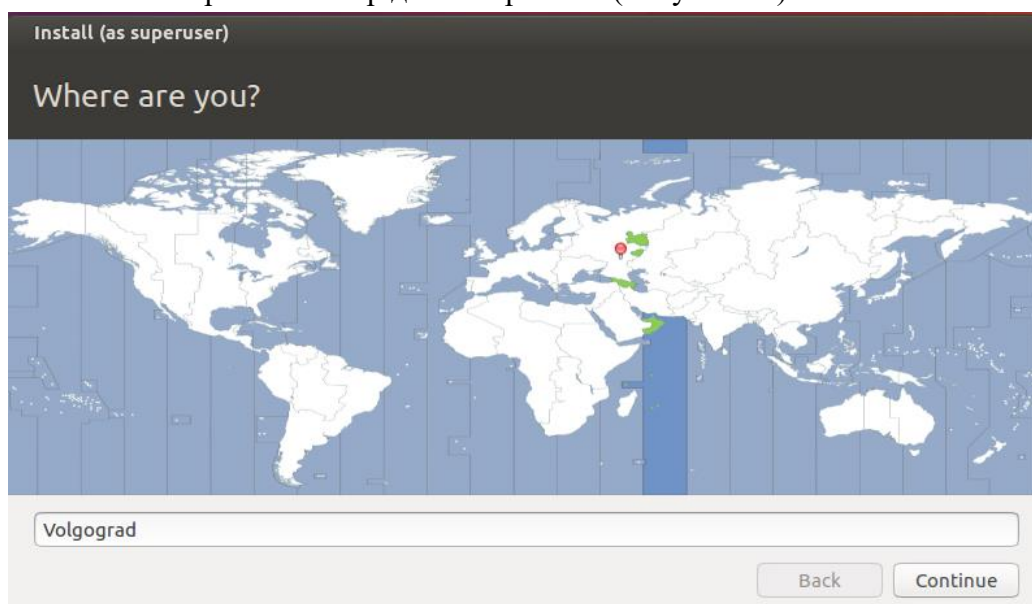 Install (as superuser)
Where are you?
Volgograd
Back
Continue